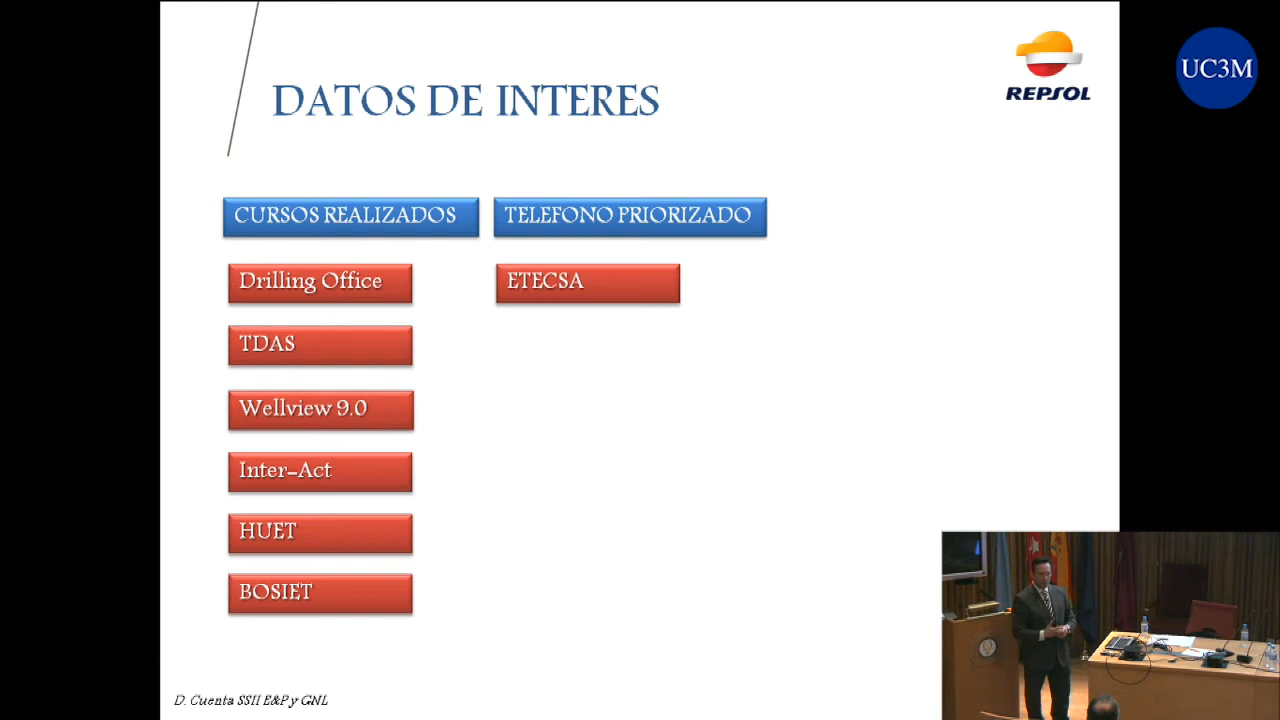 DATOS DE INTERES
REPSOL
UC3M
CURSOS REALIZADOS
TELEFONO PRIORIZADO
Drilling Office
ETECSA
TDAS
Wellview 9.0
Inter-Act
HUET
BOSIET
D. Cuenta SSII E&P y GNL